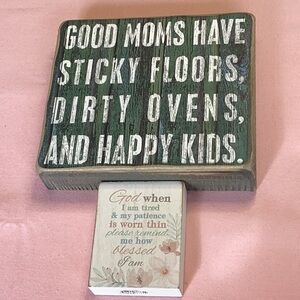 GOOD MOMS HAVE
STICKY FLOORS,
DIRTY OVENS,
AND HAPPY KIDS.
God when
I am tired
& my patience
is worn thin
please remind
me how
blessed
I am